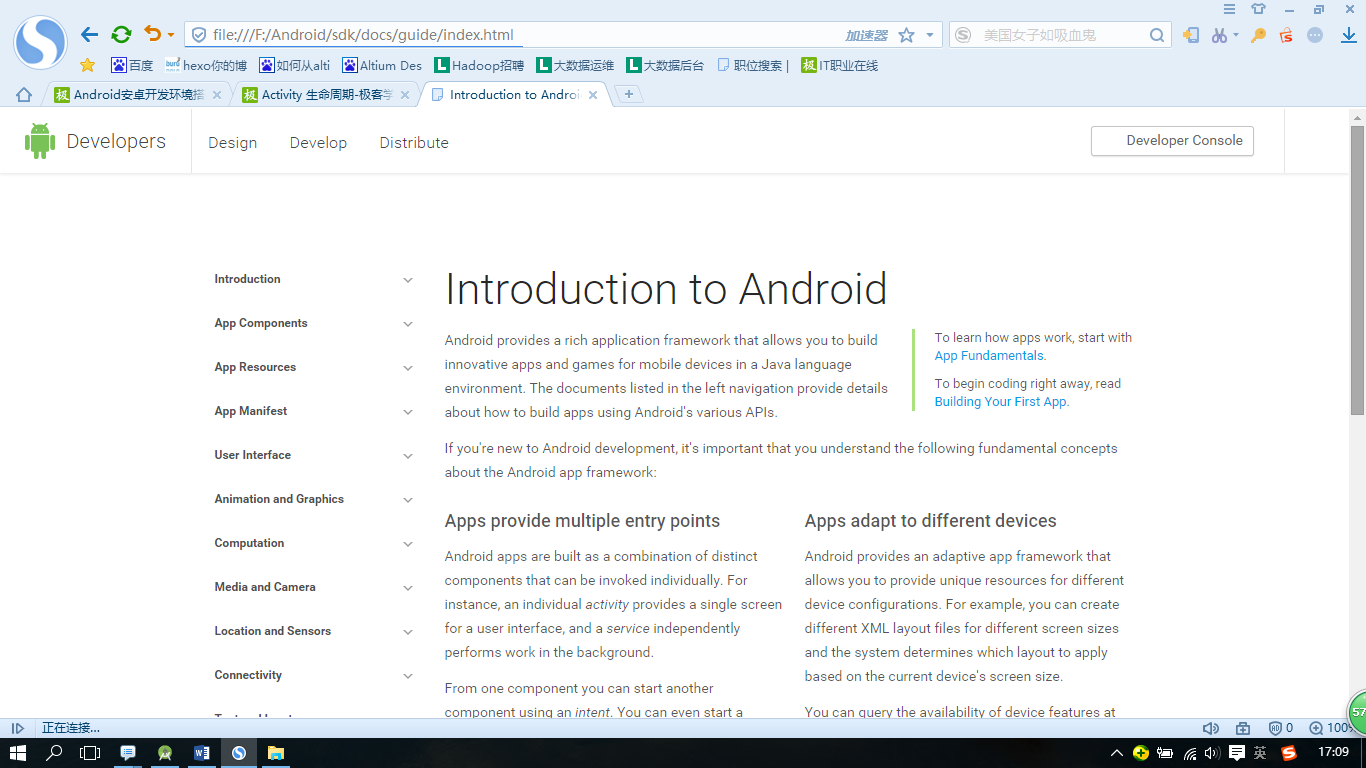 file:///F:/Android/sdk/docs/guide/index.html
加速器
美国女子如吸血鬼
百度
hexo你的博
如何从alti
Altium Des
Hadoop招聘
大数据运维
大数据后台
职位搜索 |
IT职业在线
Android安卓开发环境搭
Activity 生命周期-极客学
Introduction to Androi
Developers
Design
Develop
Distribute
Developer Console
Introduction
App Components
App Resources
App Manifest
User Interface
Animation and Graphics
Computation
Media and Camera
Location and Sensors
Connectivity
Introduction to Android
Android provides a rich application framework that allows you to build
innovative apps and games for mobile devices in a Java language
environment. The documents listed in the left navigation provide details
about how to build apps using Android's various APIs.
To learn how apps work, start with
App Fundamentals.
To begin coding right away, read
Building Your First App.
If you're new to Android development, it's important that you understand the following fundamental concepts
about the Android app framework:
Apps provide multiple entry points
Android apps are built as a combination of distinct
components that can be invoked individually. For
instance, an individual activity provides a single screen
for a user interface, and a service independently
performs work in the background.
From one component you can start another
component using an intent. You can even start a
Apps adapt to different devices
Android provides an adaptive app framework that
allows you to provide unique resources for different
device configurations. For example, you can create
different XML layout files for different screen sizes
and the system determines which layout to apply
based on the current device's screen size.
You can query the availability of device features at
57
正在连接...
0
100%
英
17:09